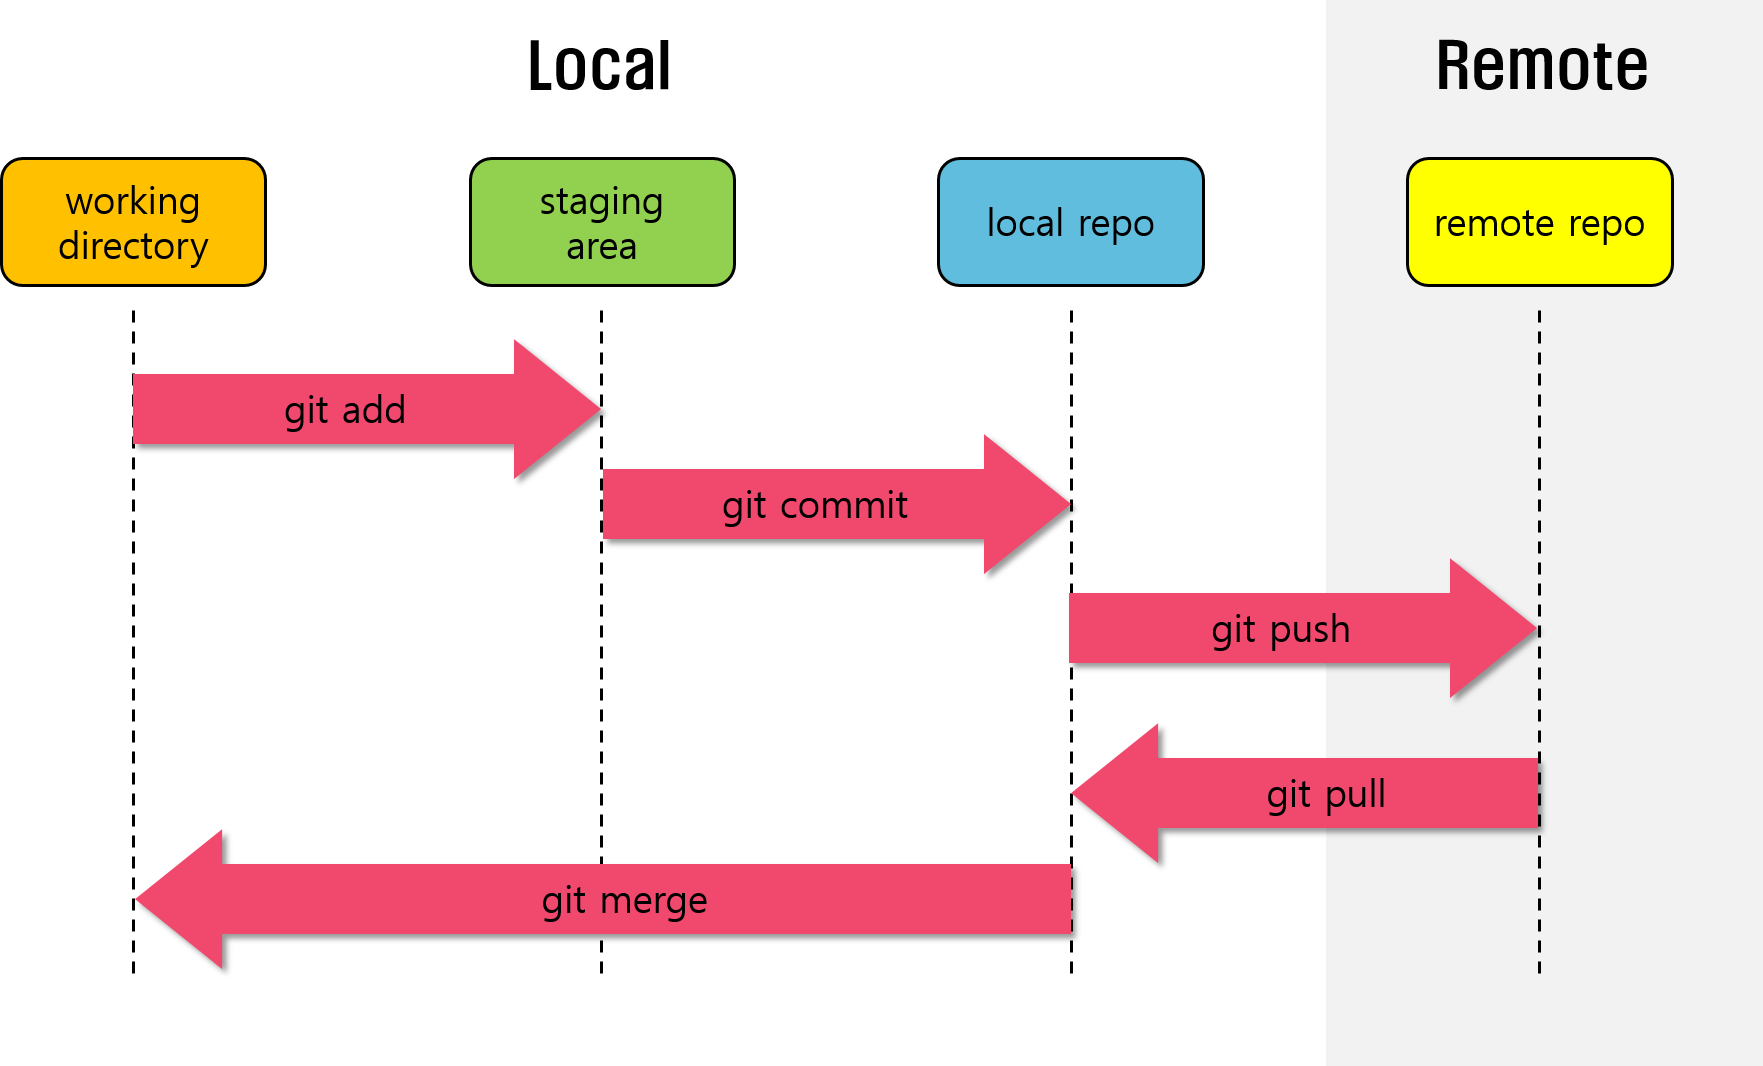 Local
Remote
working
directory
staging
area
local repo
remote repo
git add
git commit
git push
git pull
git merge